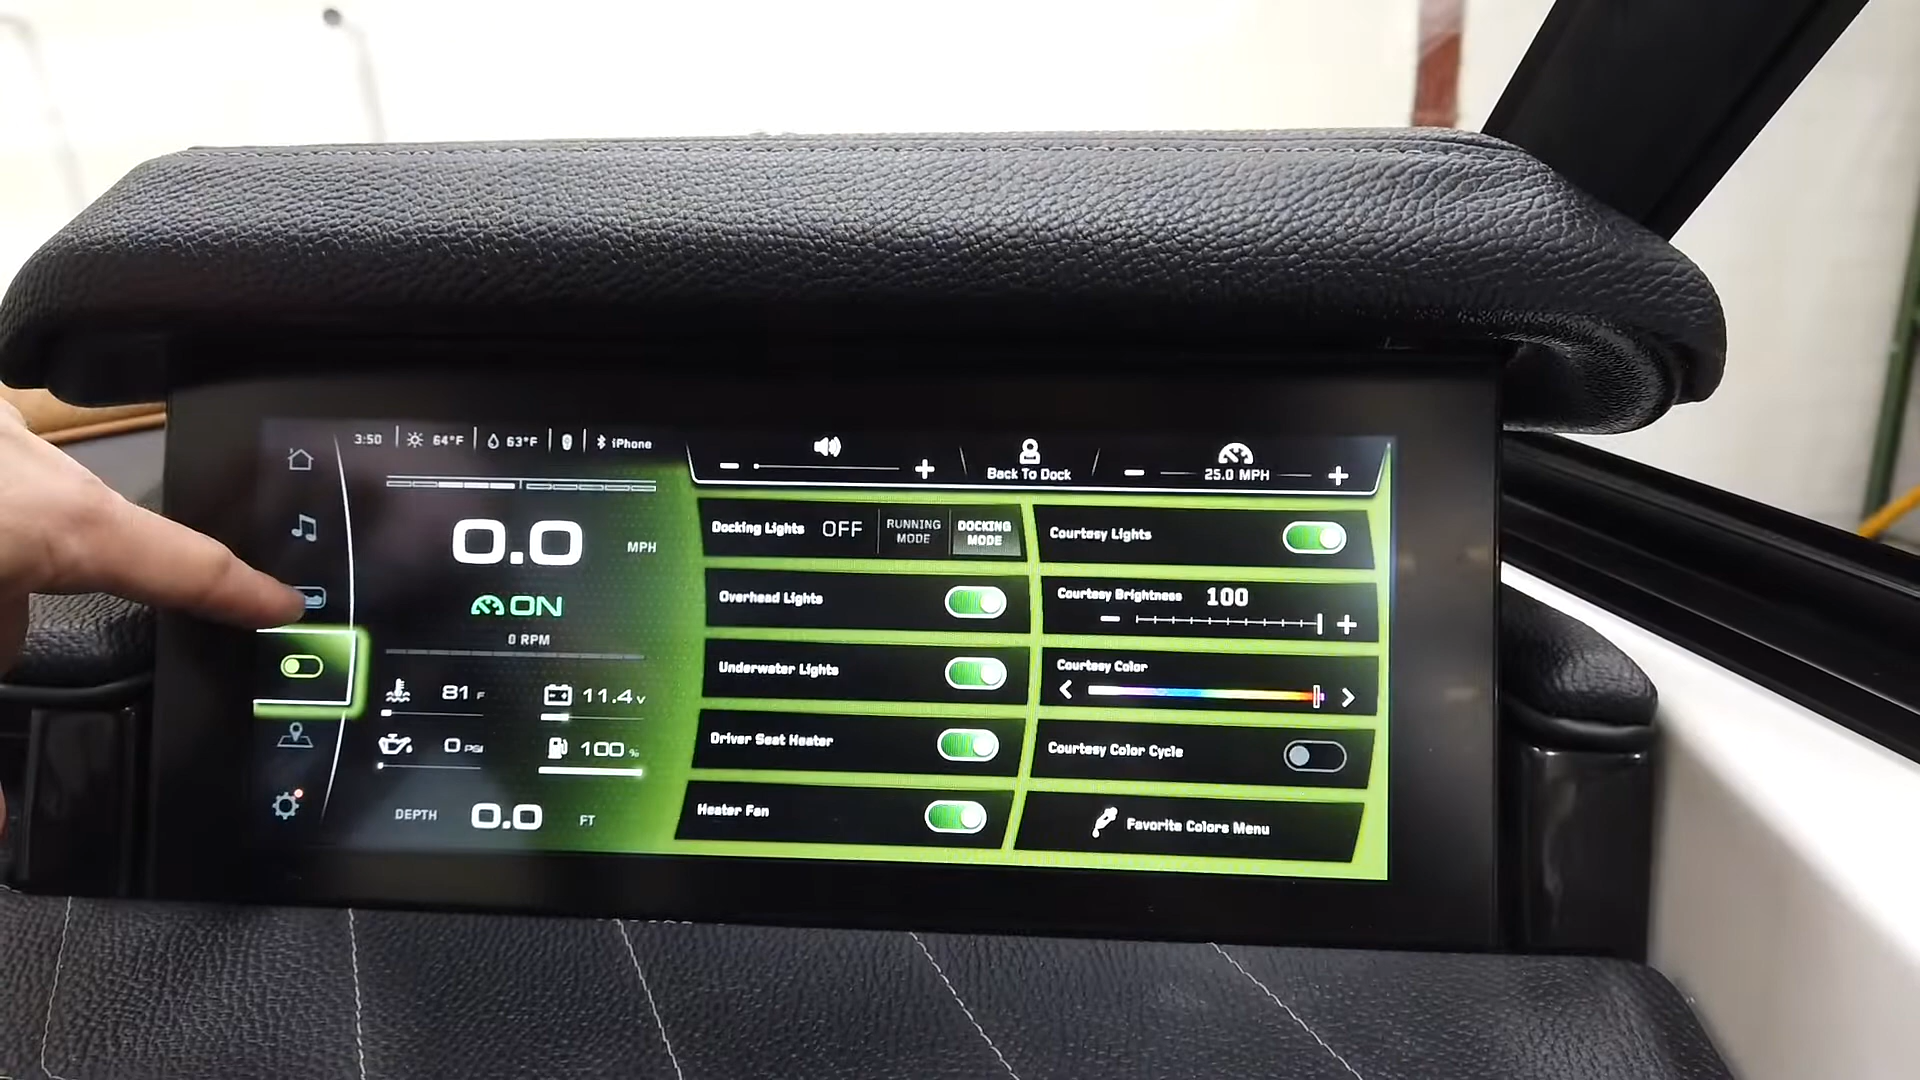 3:50 64°F 63°F iPhone
0.0 MPH
ON
0 RPM
81 F 11.4 V
0 PSI 100 %
DEPTH 0.0 FT
Back To Dock
25.0 MPH
Docking Lights OFF RUNNING MODE DOCKING MODE
Overhead Lights
Underwater Lights
Driver Seat Heater
Heater Fan
Courtesy Lights
Courtesy Brightness 100
Courtesy Color
Courtesy Color Cycle
Favorite Colors Menu